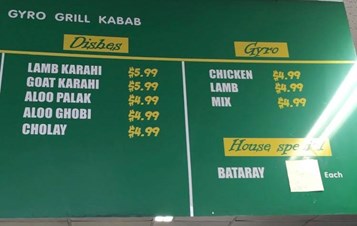 GYRO GRILL KABAB
Dishes
LAMB KARAHI $5.99
GOAT KARAHI $5.99
ALOO PALAK $4.99
ALOO GHOBI $4.99
CHOLAY $4.99
Gyro
CHICKEN $4.99
LAMB $4.99
MIX $4.99
House special
BATARAY Each